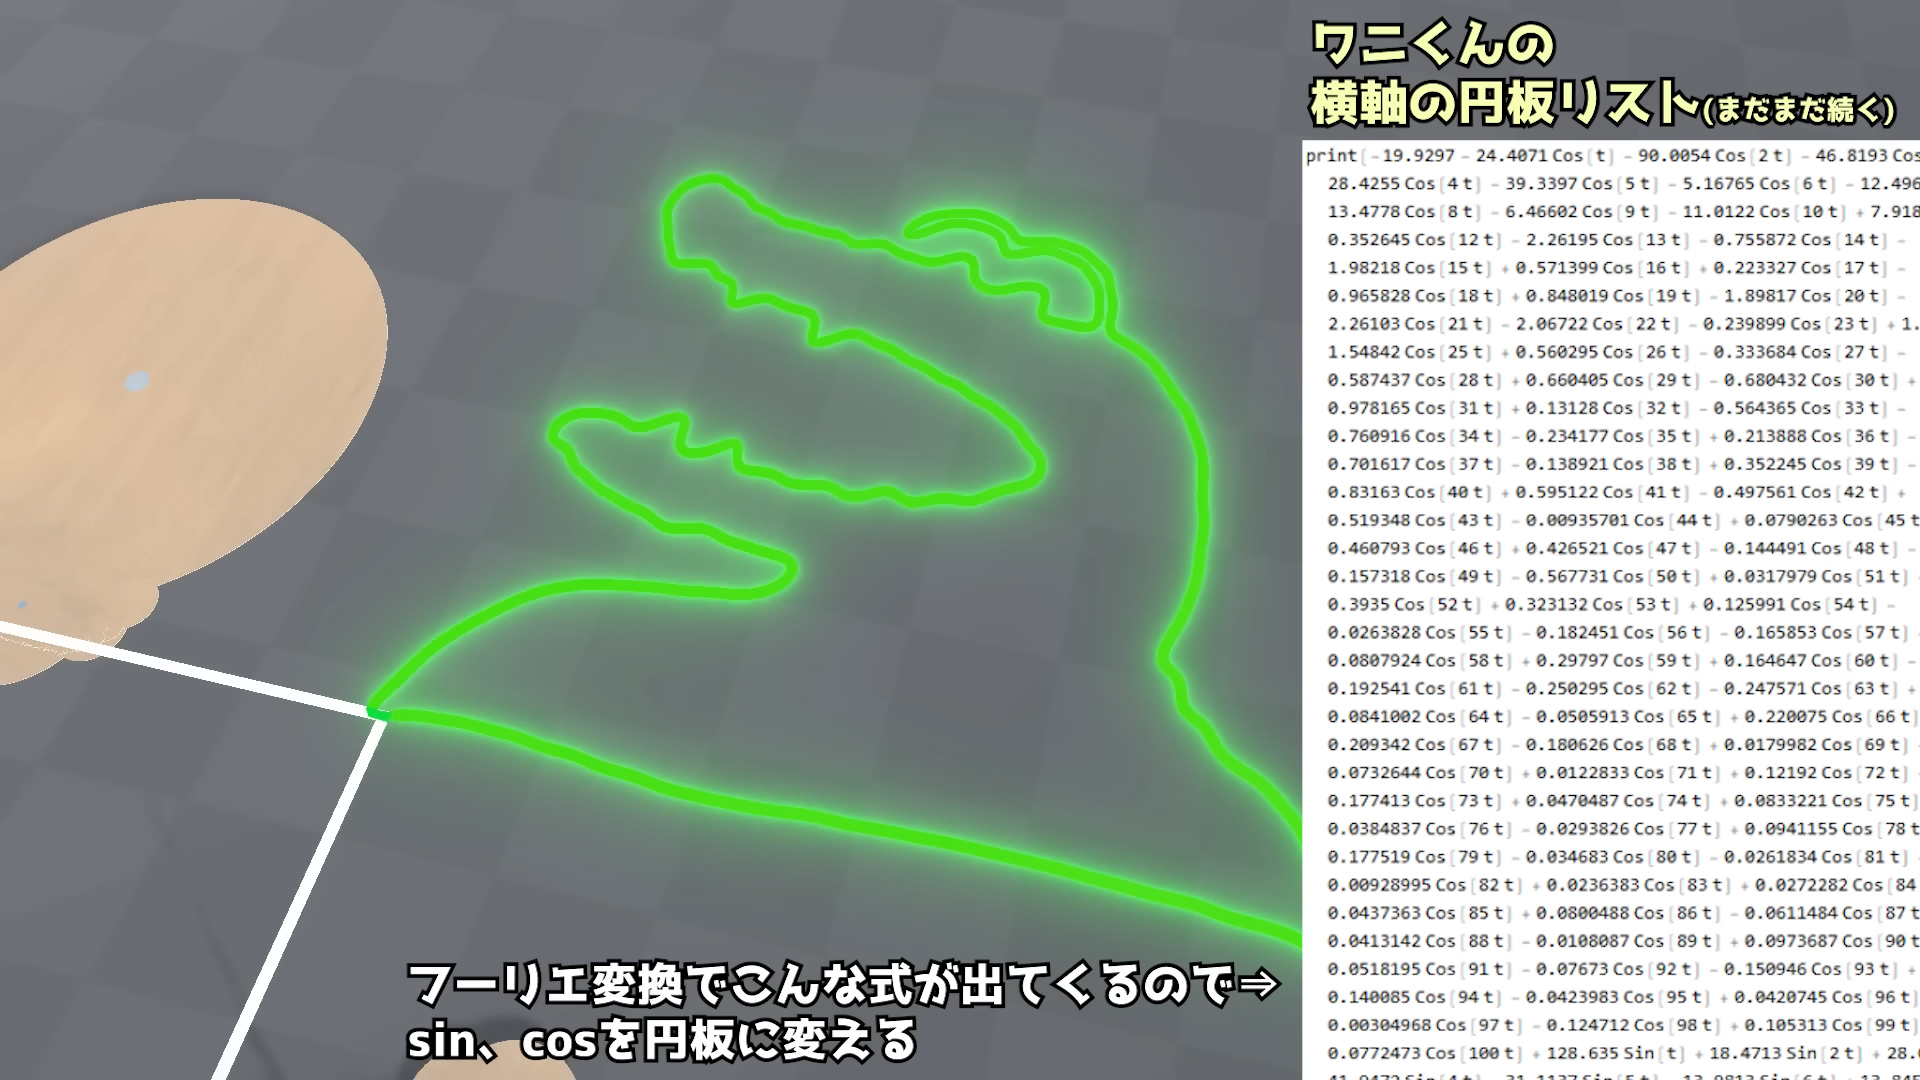 ワニくんの
横軸の円板リスト(まだまだ続く)
print[-19.9297 - 24.4071 Cos[t] - 90.0054 Cos[2 t] - 46.8193 Cos
28.4255 Cos[4 t] - 39.3397 Cos[5 t] - 5.16765 Cos[6 t] - 12.496
13.4778 Cos[8 t] - 6.46602 Cos[9 t] - 11.0122 Cos[10 t] + 7.918
0.352645 Cos[12 t] - 2.26195 Cos[13 t] - 0.755872 Cos[14 t] -
1.98218 Cos[15 t] + 0.571399 Cos[16 t] + 0.223327 Cos[17 t] -
0.965828 Cos[18 t] + 0.848019 Cos[19 t] - 1.89817 Cos[20 t] -
2.26103 Cos[21 t] - 2.06722 Cos[22 t] - 0.239899 Cos[23 t] + 1.
1.54842 Cos[25 t] + 0.560295 Cos[26 t] - 0.333684 Cos[27 t] -
0.587437 Cos[28 t] + 0.660405 Cos[29 t] - 0.680432 Cos[30 t] +
0.978165 Cos[31 t] + 0.13128 Cos[32 t] - 0.564365 Cos[33 t] -
0.760916 Cos[34 t] - 0.234177 Cos[35 t] + 0.213888 Cos[36 t] -
0.701617 Cos[37 t] - 0.138921 Cos[38 t] + 0.352245 Cos[39 t] -
0.83163 Cos[40 t] + 0.595122 Cos[41 t] - 0.497561 Cos[42 t] +
0.519348 Cos[43 t] - 0.00935701 Cos[44 t] + 0.0790263 Cos[45 t
0.460793 Cos[46 t] + 0.426521 Cos[47 t] - 0.144491 Cos[48 t] -
0.157318 Cos[49 t] - 0.567731 Cos[50 t] + 0.0317979 Cos[51 t]
0.3935 Cos[52 t] + 0.323132 Cos[53 t] + 0.125991 Cos[54 t] -
0.0263828 Cos[55 t] - 0.182451 Cos[56 t] - 0.165853 Cos[57 t]
0.0807924 Cos[58 t] + 0.29797 Cos[59 t] + 0.164647 Cos[60 t] -
0.192541 Cos[61 t] - 0.250295 Cos[62 t] - 0.247571 Cos[63 t] +
0.0841002 Cos[64 t] - 0.0505913 Cos[65 t] + 0.220075 Cos[66 t]
0.209342 Cos[67 t] - 0.180626 Cos[68 t] + 0.0179982 Cos[69 t]
0.0732644 Cos[70 t] + 0.0122833 Cos[71 t] + 0.12192 Cos[72 t] -
0.177413 Cos[73 t] + 0.0470487 Cos[74 t] + 0.0833221 Cos[75 t]
0.0384837 Cos[76 t] - 0.0293826 Cos[77 t] + 0.0941155 Cos[78 t
0.177519 Cos[79 t] - 0.034683 Cos[80 t] - 0.0261834 Cos[81 t]
0.00928995 Cos[82 t] + 0.0236383 Cos[83 t] + 0.0272282 Cos[84
0.0437363 Cos[85 t] + 0.0800488 Cos[86 t] - 0.0611484 Cos[87 t
0.0413142 Cos[88 t] - 0.0108087 Cos[89 t] + 0.0973687 Cos[90 t
0.0518195 Cos[91 t] - 0.07673 Cos[92 t] - 0.150946 Cos[93 t] +
0.140085 Cos[94 t] - 0.0423983 Cos[95 t] + 0.0420745 Cos[96 t]
0.00304968 Cos[97 t] - 0.124712 Cos[98 t] + 0.105313 Cos[99 t]
0.0772473 Cos[100 t] + 128.635 Sin[t] + 18.4713 Sin[2 t] + 28.
フーリエ変換でこんな式が出てくるので⇒
sin、cosを円板に変える